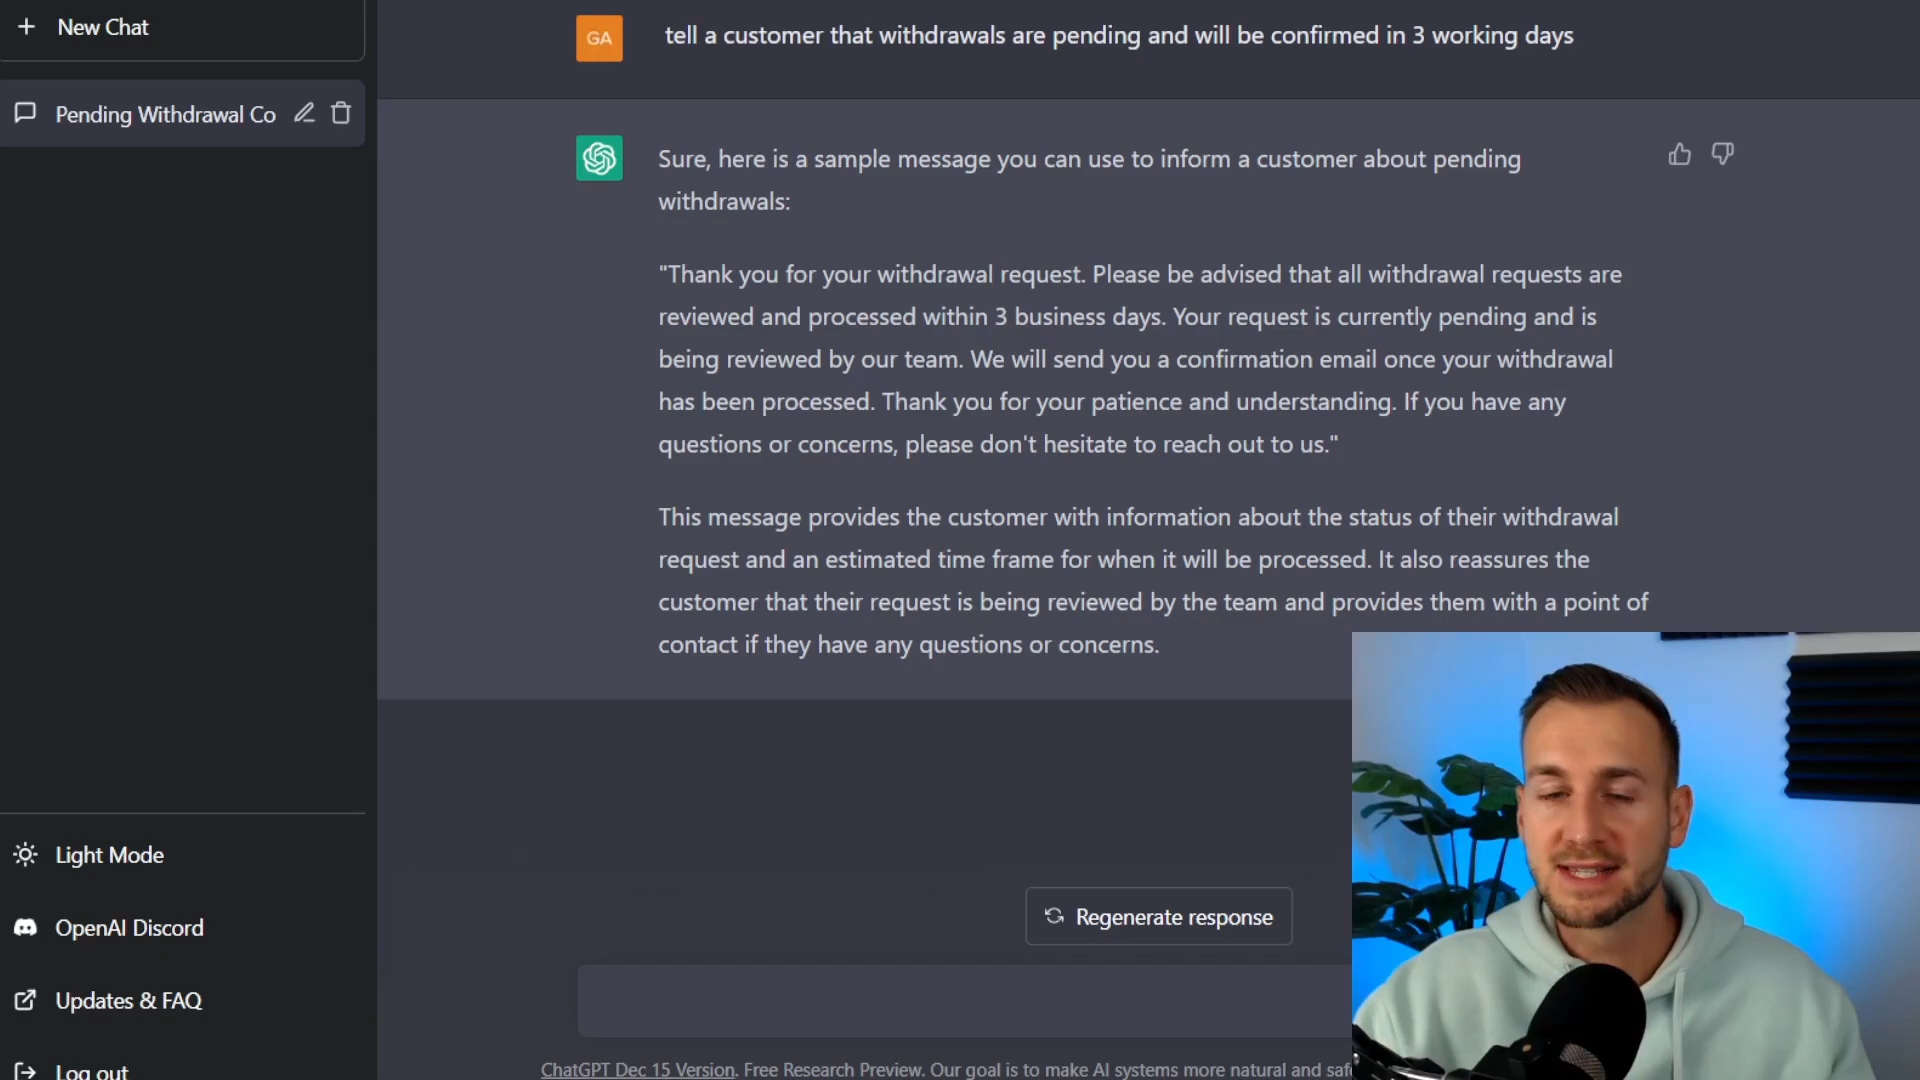 New Chat
Pending Withdrawal Co
Light Mode
OpenAI Discord
Updates & FAQ
Log out
GA
tell a customer that withdrawals are pending and will be confirmed in 3 working days
Sure, here is a sample message you can use to inform a customer about pending
withdrawals:
"Thank you for your withdrawal request. Please be advised that all withdrawal requests are
reviewed and processed within 3 business days. Your request is currently pending and is
being reviewed by our team. We will send you a confirmation email once your withdrawal
has been processed. Thank you for your patience and understanding. If you have any
questions or concerns, please don't hesitate to reach out to us."
This message provides the customer with information about the status of their withdrawal
request and an estimated time frame for when it will be processed. It also reassures the
customer that their request is being reviewed by the team and provides them with a point of
contact if they have any questions or concerns.
Regenerate response
ChatGPT Dec 15 Version. Free Research Preview. Our goal is to make AI systems more natural and safe